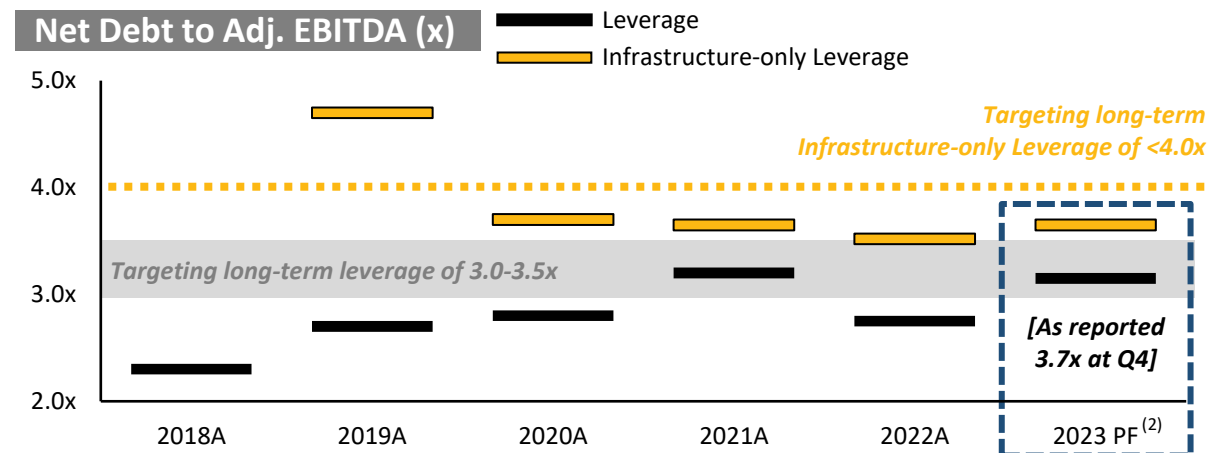 Net Debt to Adj. EBITDA (x)
Leverage
Infrastructure-only Leverage
5.0x
Targeting long-term
Infrastructure-only Leverage of <4.0x
4.0x
Targeting long-term leverage of 3.0-3.5x
3.0x
[As reported
3.7x at Q4]
2.0x
2018A 2019A 2020A 2021A 2022A 2023 PF (2)